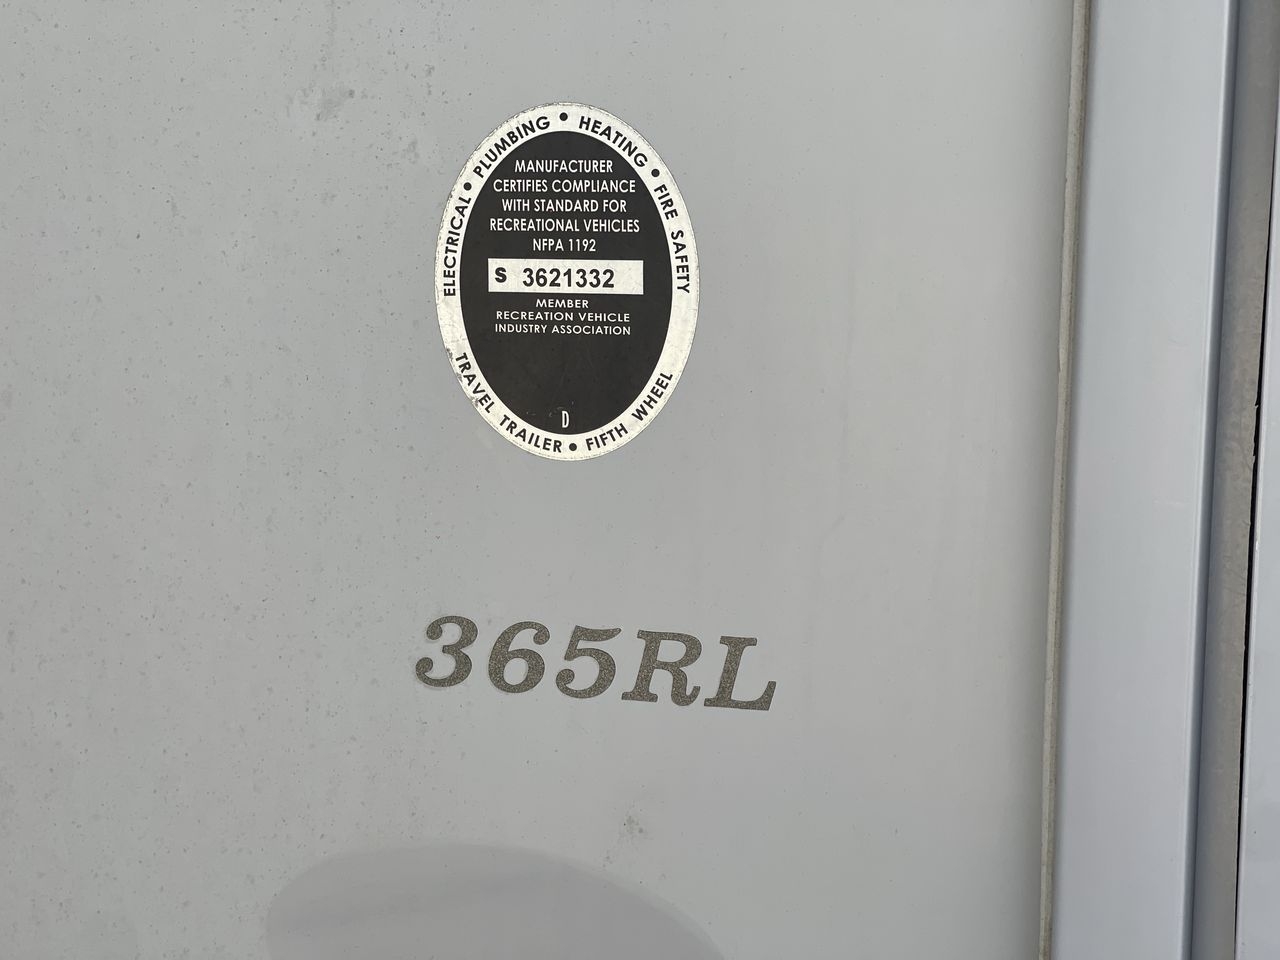 ELECTRICAL • PLUMBING • HEATING • FIRE SAFETY
MANUFACTURER
CERTIFIES COMPLIANCE
WITH STANDARD FOR
RECREATIONAL VEHICLES
NFPA 1192
S 3621332
MEMBER
RECREATION VEHICLE
INDUSTRY ASSOCIATION
D
TRAVEL TRAILER • FIFTH WHEEL
365RL